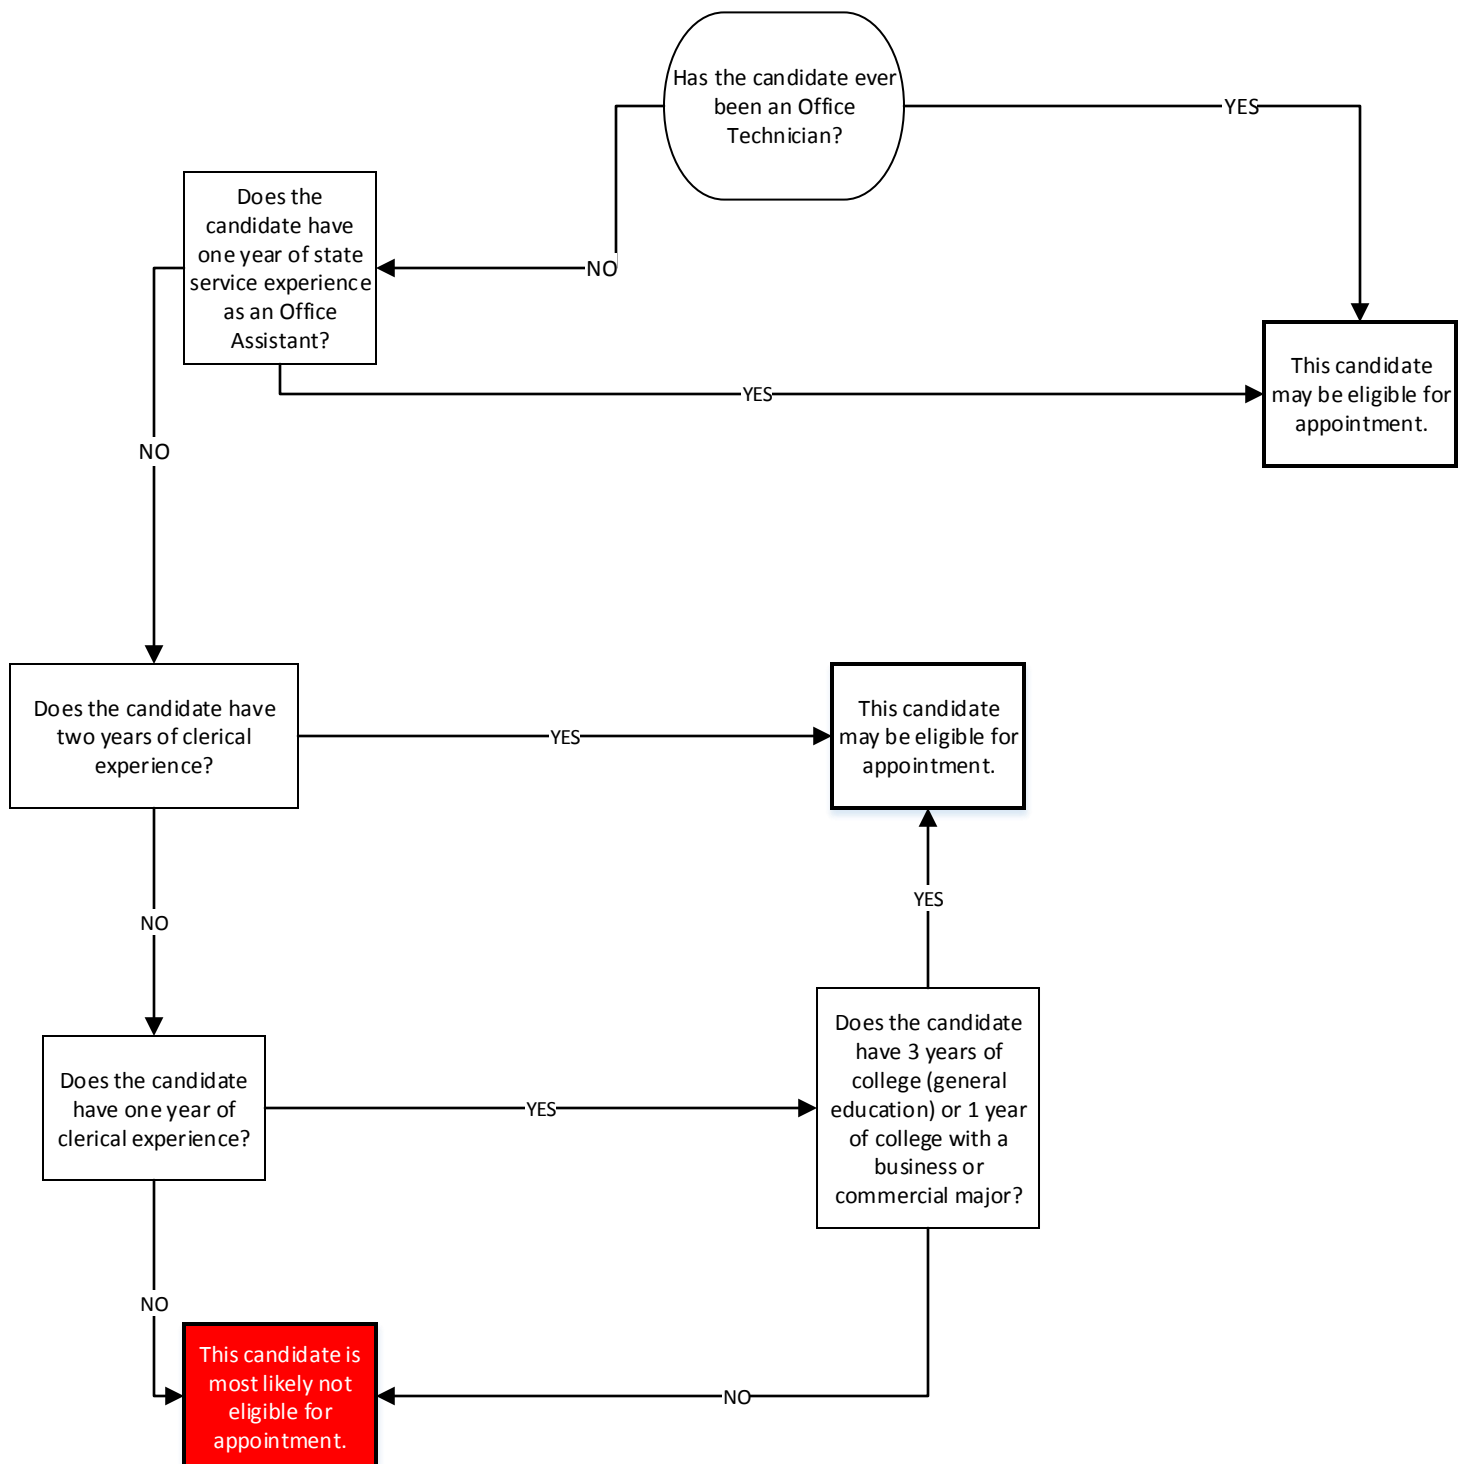 Has the candidate ever
been an Office
Technician?
YES
NO
Does the
candidate have
one year of state
service experience
as an Office
Assistant?
This candidate
may be eligible for
appointment.
YES
NO
Does the candidate have
two years of clerical
experience?
YES
This candidate
may be eligible for
appointment.
NO
YES
Does the candidate
have one year of
clerical experience?
YES
Does the candidate
have 3 years of
college (general
education) or 1 year
of college with a
business or
commercial major?
NO
This candidate is
most likely not
eligible for
appointment.
NO